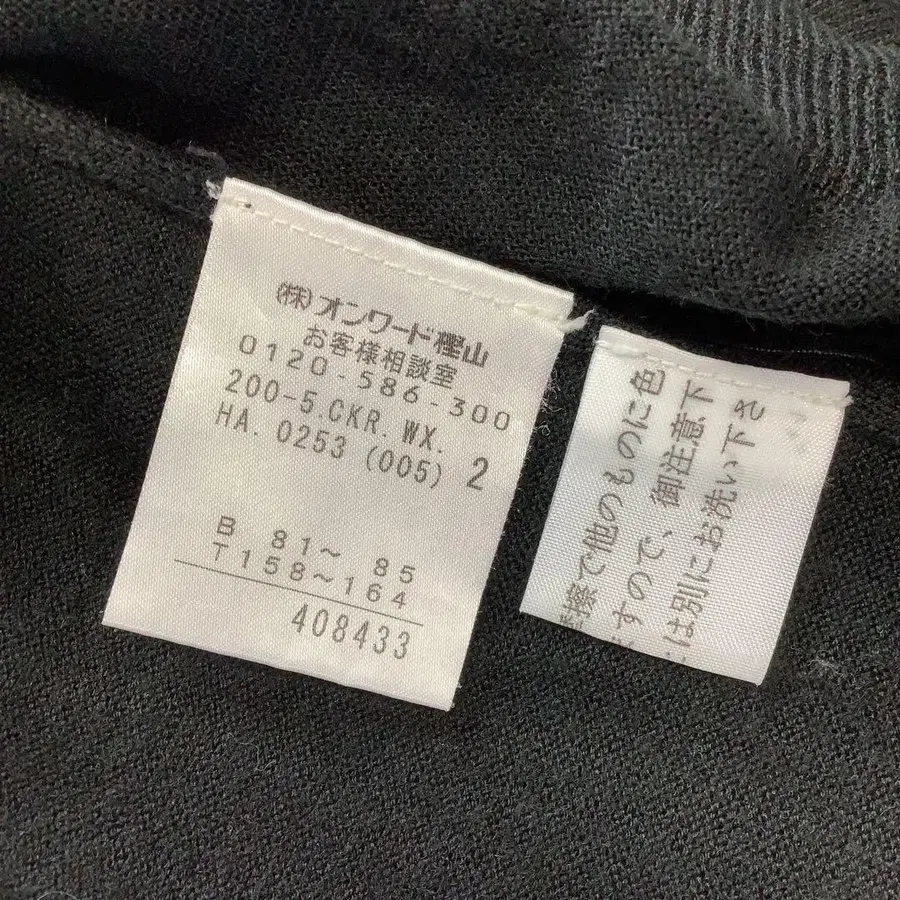 (株)オンワード樫山
お客様相談室
0120-586-300
200-5.CKR.WX.
HA.0253 (005) 2
B 81～ 85
T158～164
408433
擦で他のものに色
ますので、御注意下
は別にお洗い下さ